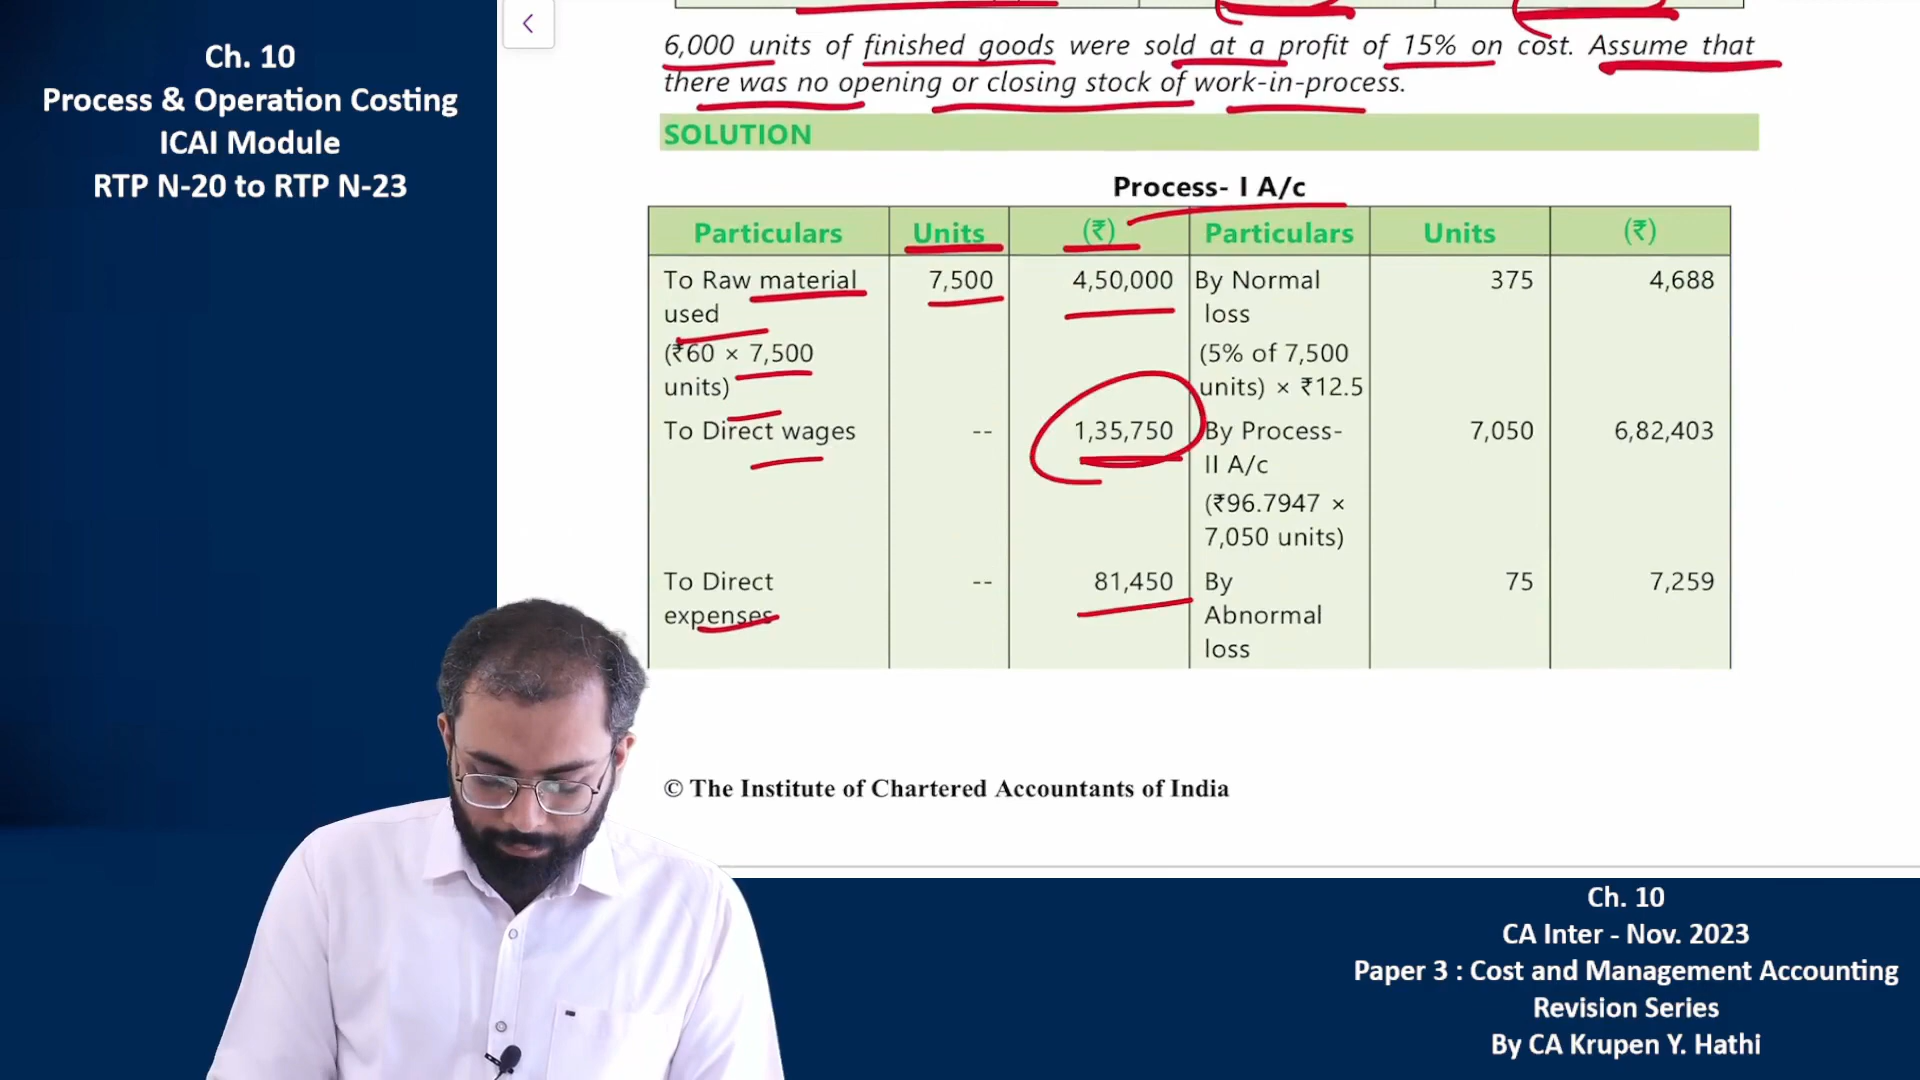 Ch. 10
Process & Operation Costing
ICAI Module
RTP N-20 to RTP N-23
6,000 units of finished goods were sold at a profit of 15% on cost. Assume that
there was no opening or closing stock of work-in-process.
SOLUTION
Process- I A/c
Particulars Units (₹) Particulars Units (₹)
To Raw material used (₹60 × 7,500 units) 7,500 4,50,000 By Normal loss (5% of 7,500 units) × ₹12.5 375 4,688
To Direct wages -- 1,35,750 By Process- II A/c (₹96.7947 × 7,050 units) 7,050 6,82,403
To Direct expenses -- 81,450 By Abnormal loss 75 7,259
© The Institute of Chartered Accountants of India
Ch. 10
CA Inter - Nov. 2023
Paper 3 : Cost and Management Accounting
Revision Series
By CA Krupen Y. Hathi